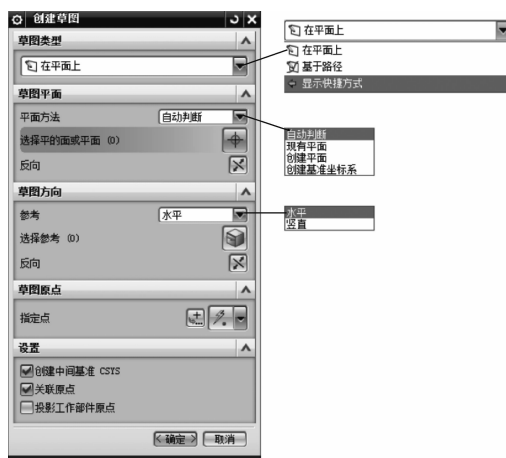 创建草图
草图类型
在平面上
草图平面
平面方法
自动判断
选择平的面或平面 (0)
反向
草图方向
参考
水平
选择参考 (0)
反向
草图原点
指定点
设置
创建中间基准 CSYS
关联原点
投影工作部件原点
<确定>
取消
在平面上
在平面上
基于路径
显示快捷方式
自动判断
现有平面
创建平面
创建基准坐标系
水平
竖直